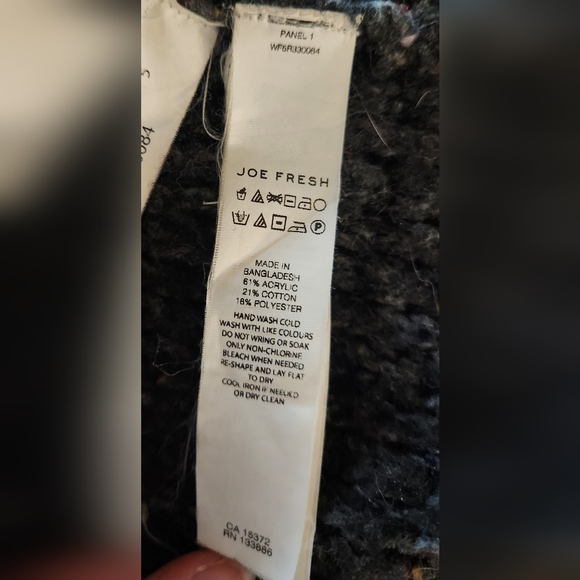 PANEL 1
WF6R330084
JOE FRESH
P
MADE IN
BANGLADESH
61% ACRYLIC
21% COTTON
18% POLYESTER
HAND WASH COLD
WASH WITH LIKE COLOURS
DO NOT WRING OR SOAK
ONLY NON-CHLORINE
BLEACH WHEN NEEDED
RE-SHAPE AND LAY FLAT
TO DRY
COOL IRON IF NEEDED
OR DRY CLEAN
CA 15372
RN 133986
0084
S